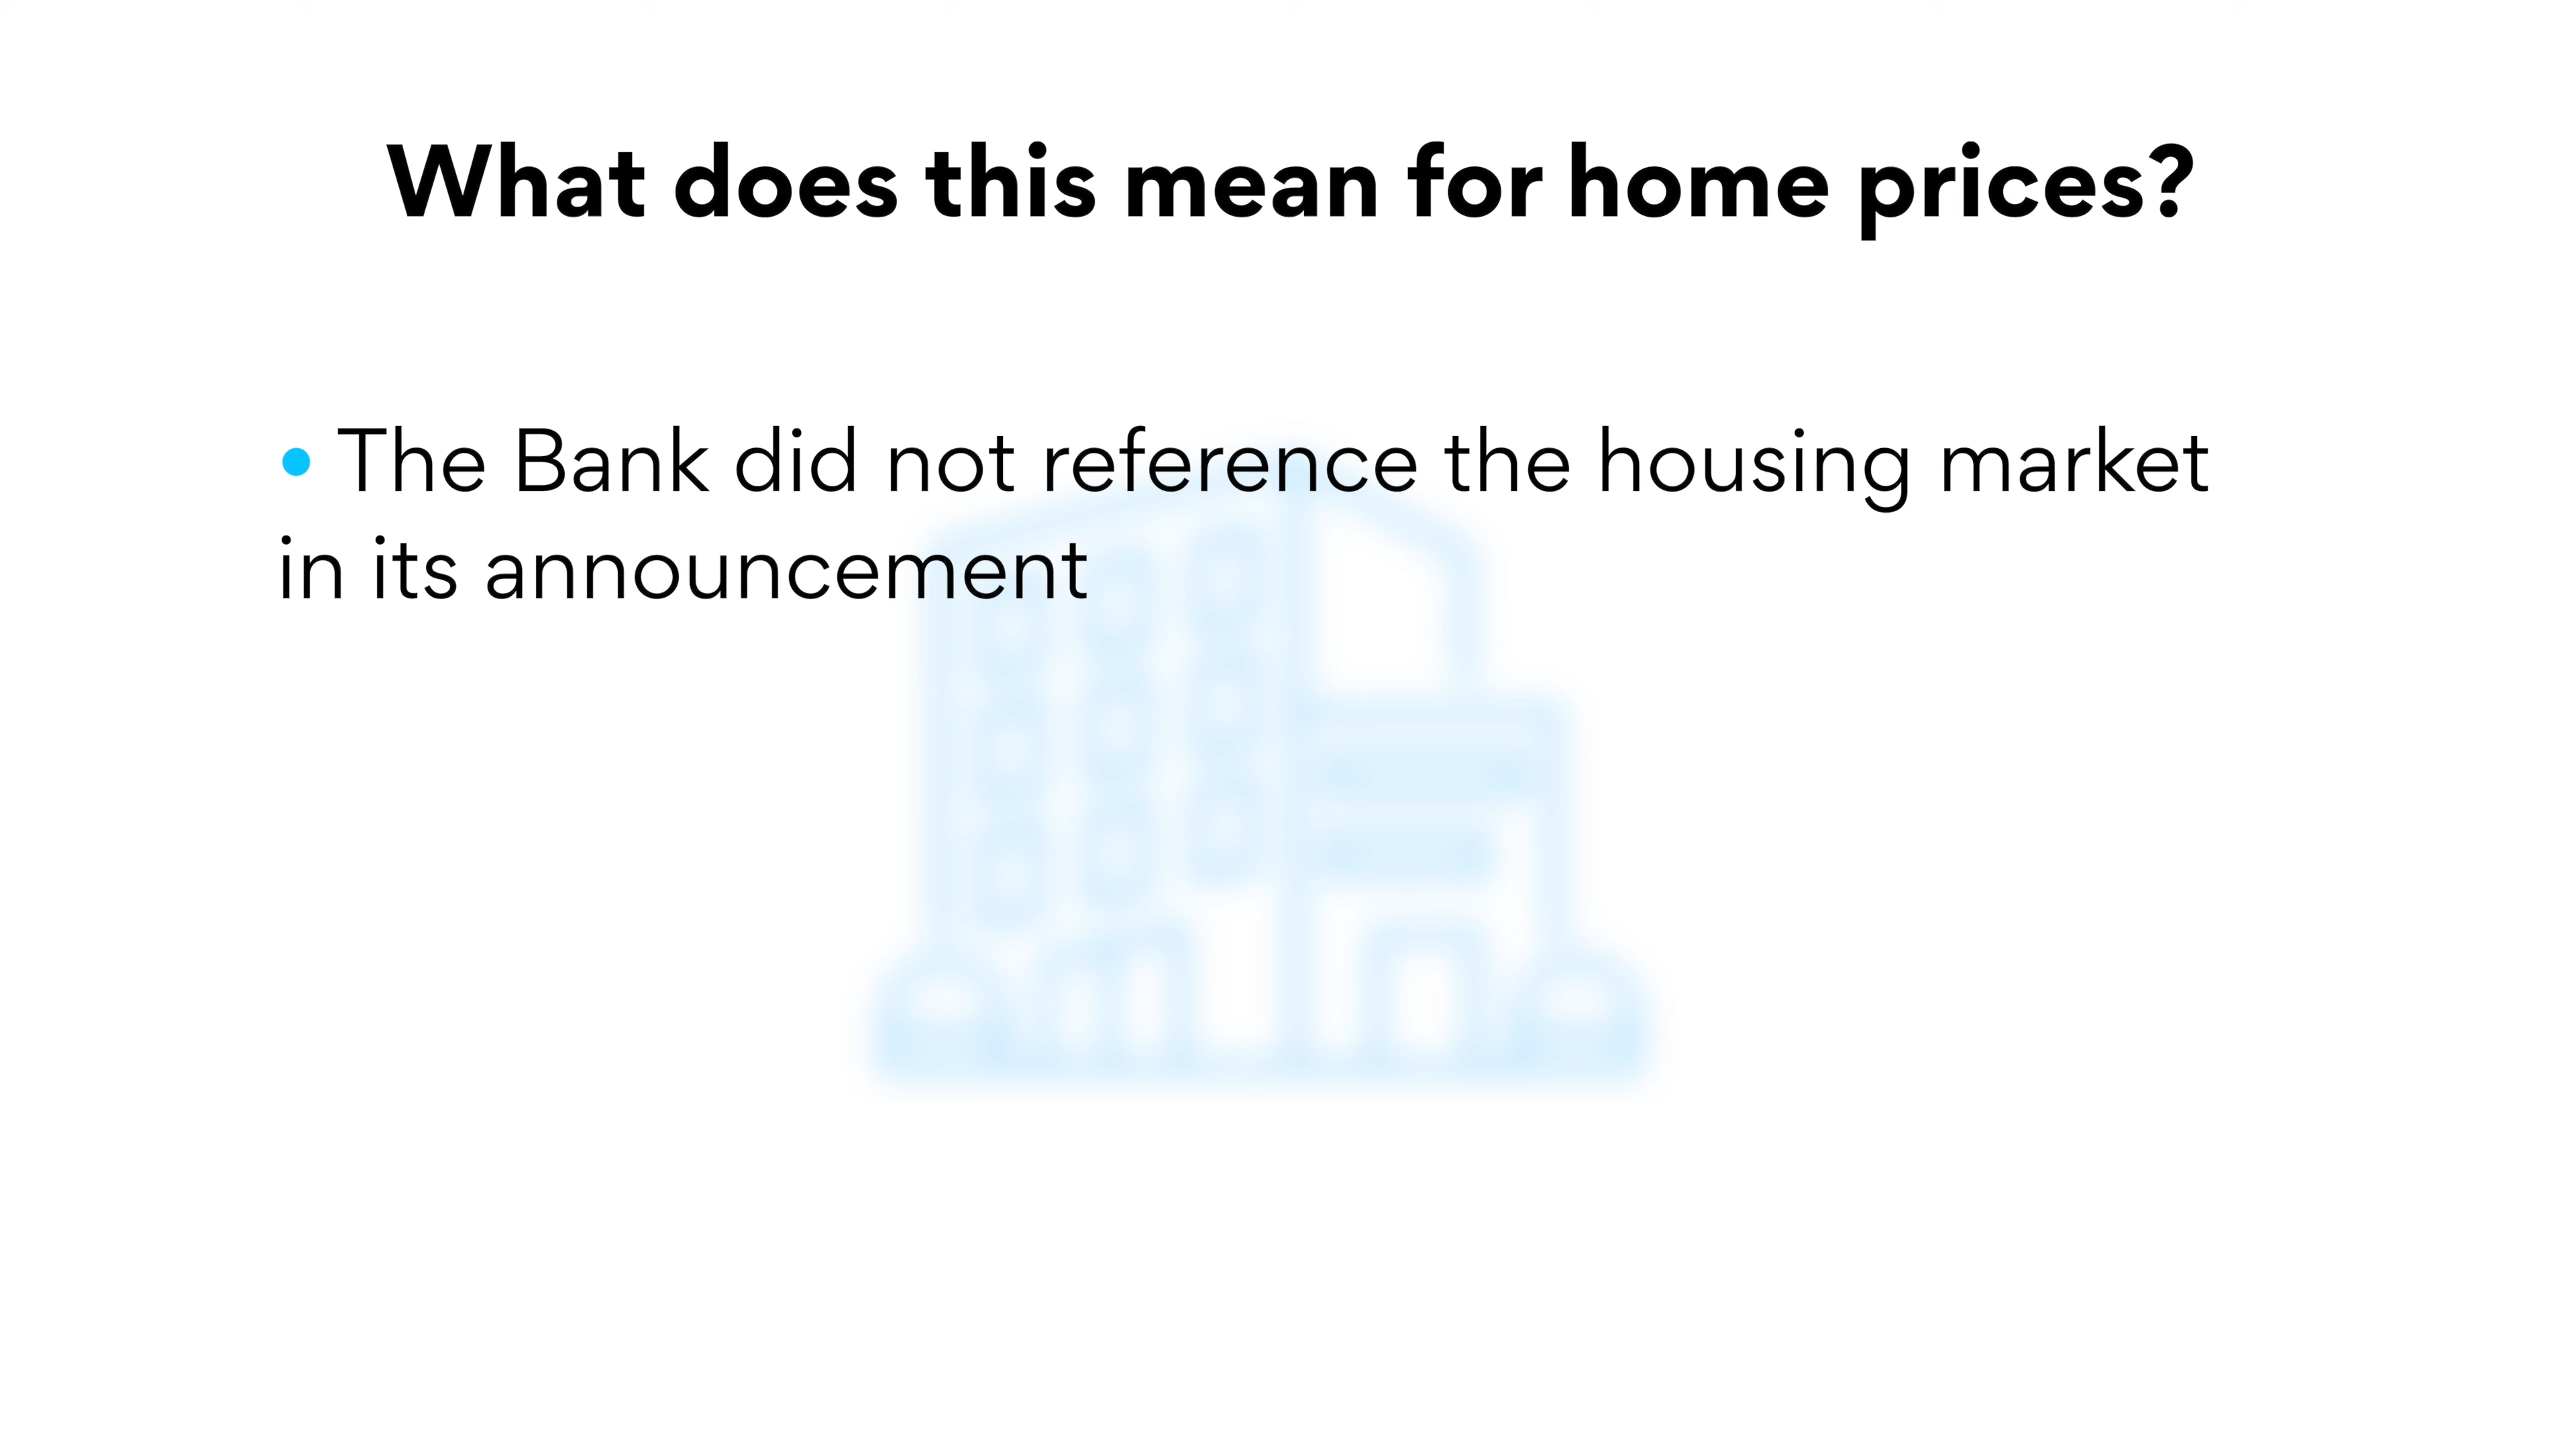 What does this mean for home prices?
• The Bank did not reference the housing market
in its announcement